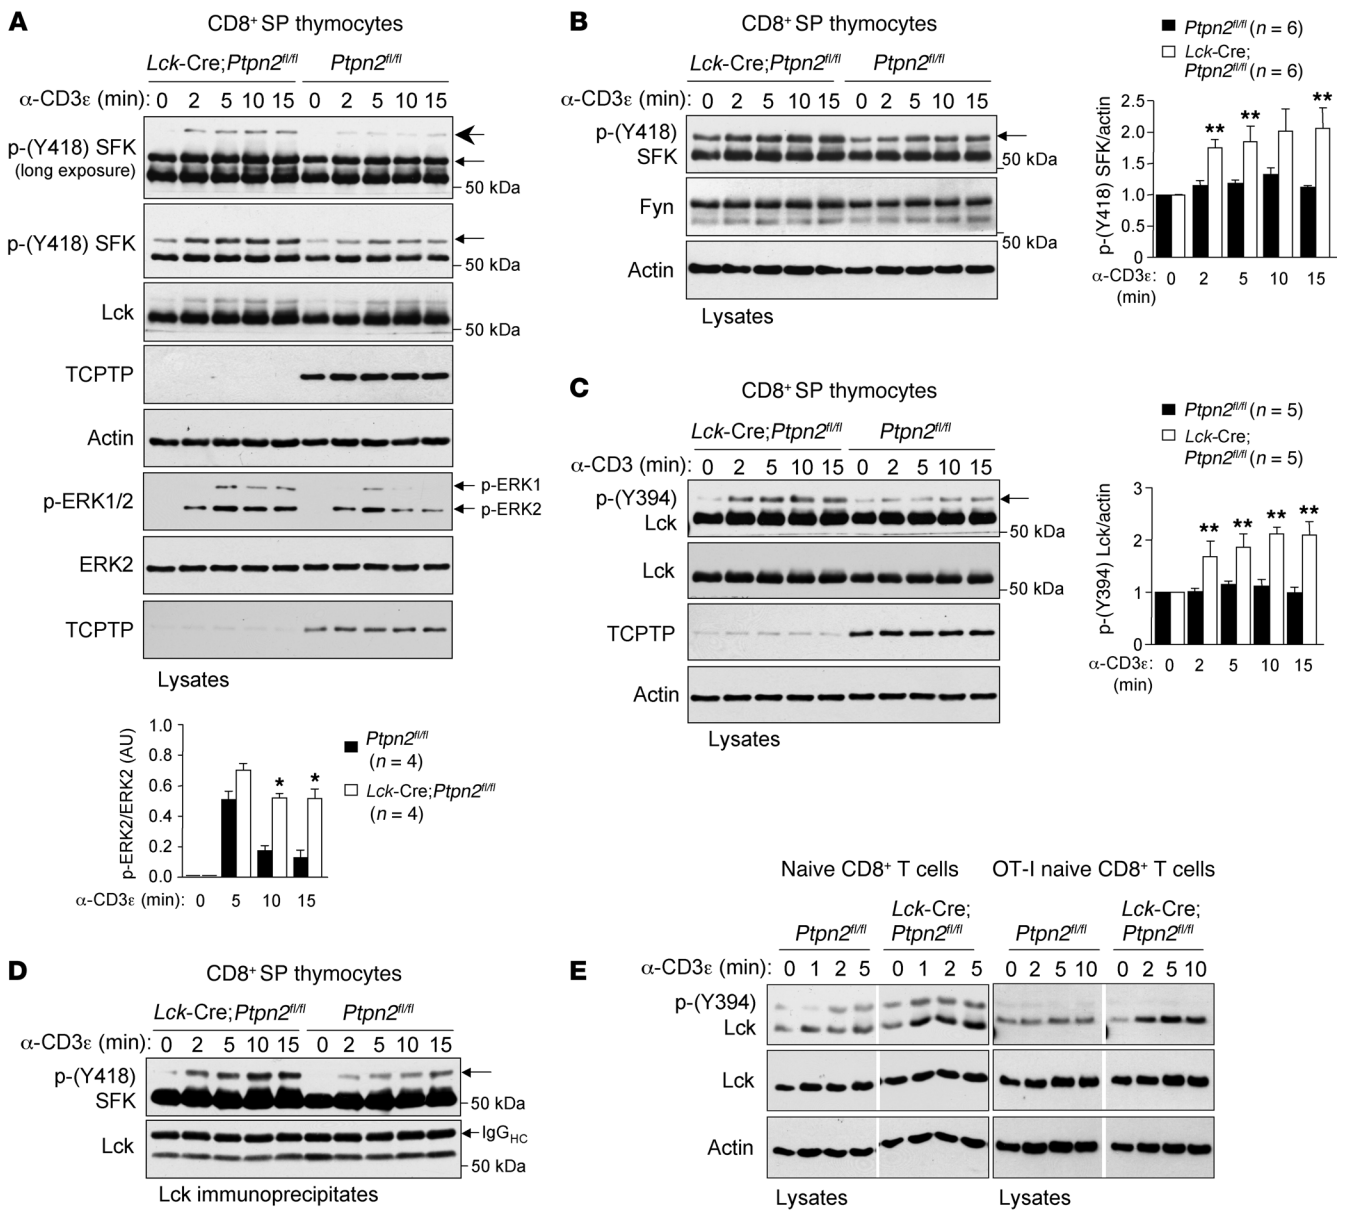 A
CD8+ SP thymocytes
Lck-Cre;Ptpn2fl/fl Ptpn2fl/fl
α-CD3ε (min): 0 2 5 10 15 0 2 5 10 15
p-(Y418) SFK
(long exposure)
50 kDa
p-(Y418) SFK
50 kDa
Lck
50 kDa
TCPTP
Actin
p-ERK1/2
p-ERK1
p-ERK2
ERK2
TCPTP
Lysates
p-ERK2/ERK2 (AU)
1.0
0.8
0.6
0.4
0.2
0.0
* *
α-CD3ε (min): 0 5 10 15
Ptpn2fl/fl
(n = 4)
Lck-Cre;Ptpn2fl/fl
(n = 4)
B
CD8+ SP thymocytes
Lck-Cre;Ptpn2fl/fl Ptpn2fl/fl
α-CD3ε (min): 0 2 5 10 15 0 2 5 10 15
p-(Y418)
SFK
50 kDa
Fyn
50 kDa
Actin
Lysates
Ptpn2fl/fl (n = 6)
Lck-Cre;
Ptpn2fl/fl (n = 6)
p-(Y418) SFK/actin
2.5
2.0
1.5
1.0
0.5
0
** ** **
α-CD3ε: 0 2 5 10 15
(min)
C
CD8+ SP thymocytes
Lck-Cre;Ptpn2fl/fl Ptpn2fl/fl
α-CD3 (min): 0 2 5 10 15 0 2 5 10 15
p-(Y394)
Lck
50 kDa
Lck
50 kDa
TCPTP
Actin
Lysates
Ptpn2fl/fl (n = 5)
Lck-Cre;
Ptpn2fl/fl (n = 5)
p-(Y394) Lck/actin
3
2
1
0
** ** ** **
α-CD3ε: 0 2 5 10 15
(min)
D
CD8+ SP thymocytes
Lck-Cre;Ptpn2fl/fl Ptpn2fl/fl
α-CD3ε (min): 0 2 5 10 15 0 2 5 10 15
p-(Y418)
SFK
50 kDa
Lck
IgGHC
50 kDa
Lck immunoprecipitates
E
Naive CD8+ T cells OT-I naive CD8+ T cells
Lck-Cre; Lck-Cre;
Ptpn2fl/fl Ptpn2fl/fl Ptpn2fl/fl Ptpn2fl/fl
α-CD3ε (min): 0 1 2 5 0 1 2 5 0 2 5 10 0 2 5 10
p-(Y394)
Lck
Lck
Actin
Lysates Lysates